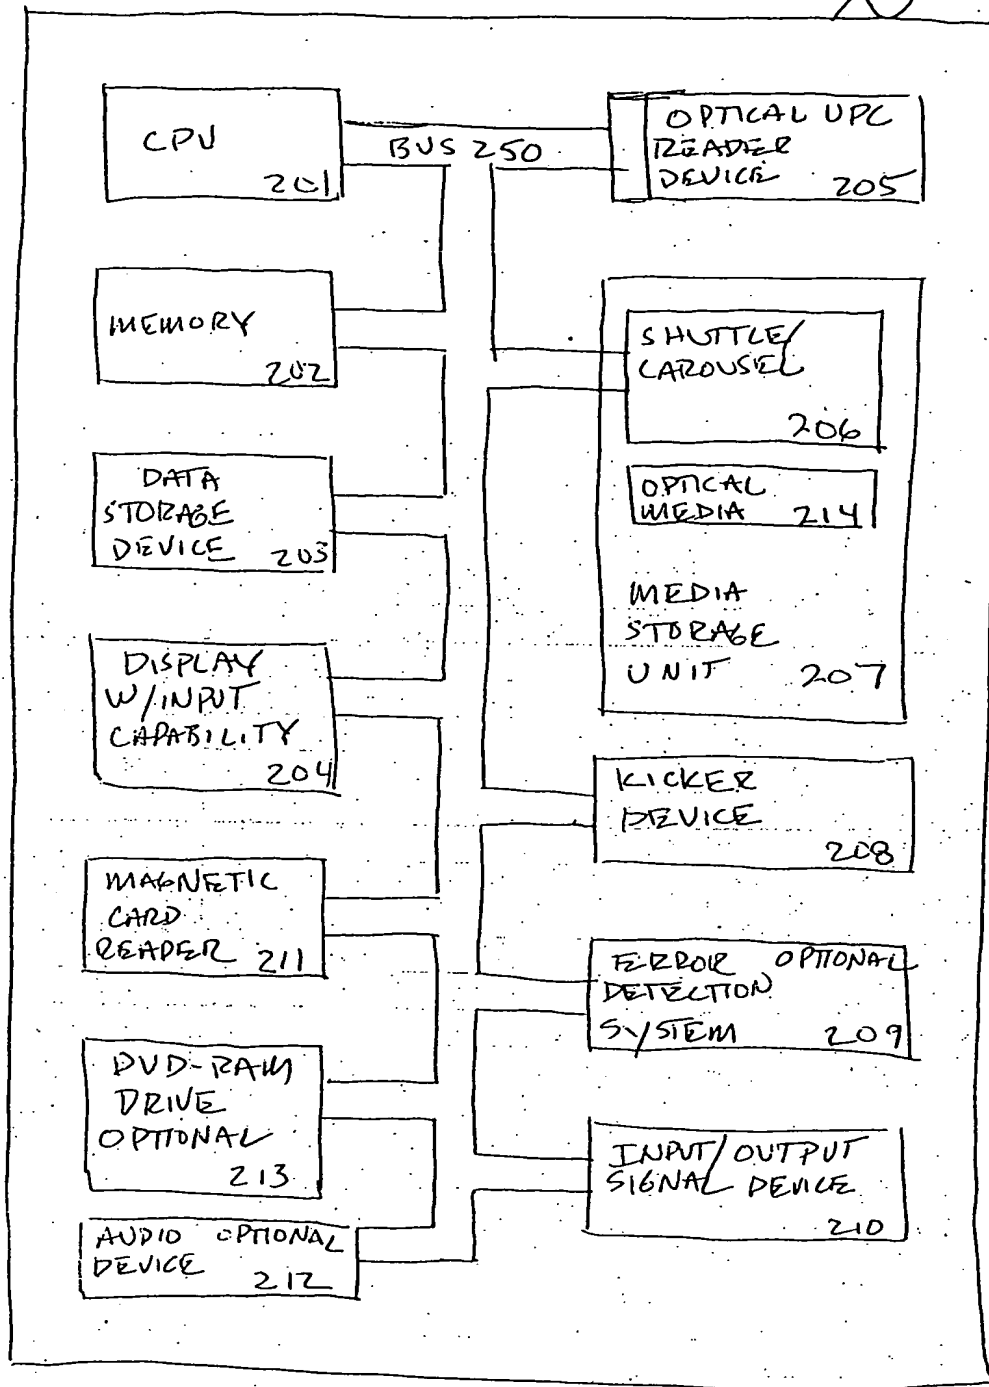 CPU
201
BUS 250
OPTICAL UPC
READER
DEVICE 205
MEMORY
202
SHUTTLE/
CAROUSEL
206
OPTICAL
MEDIA 214
MEDIA
STORAGE
UNIT 207
DATA
STORAGE
DEVICE 203
DISPLAY
W/INPUT
CAPABILITY
204
KICKER
DEVICE
208
MAGNETIC
CARD
READER 211
ERROR OPTIONAL
DETECTION
SYSTEM 209
DVD-RAM
DRIVE
OPTIONAL
213
INPUT/OUTPUT
SIGNAL DEVICE
210
AUDIO OPTIONAL
DEVICE 212